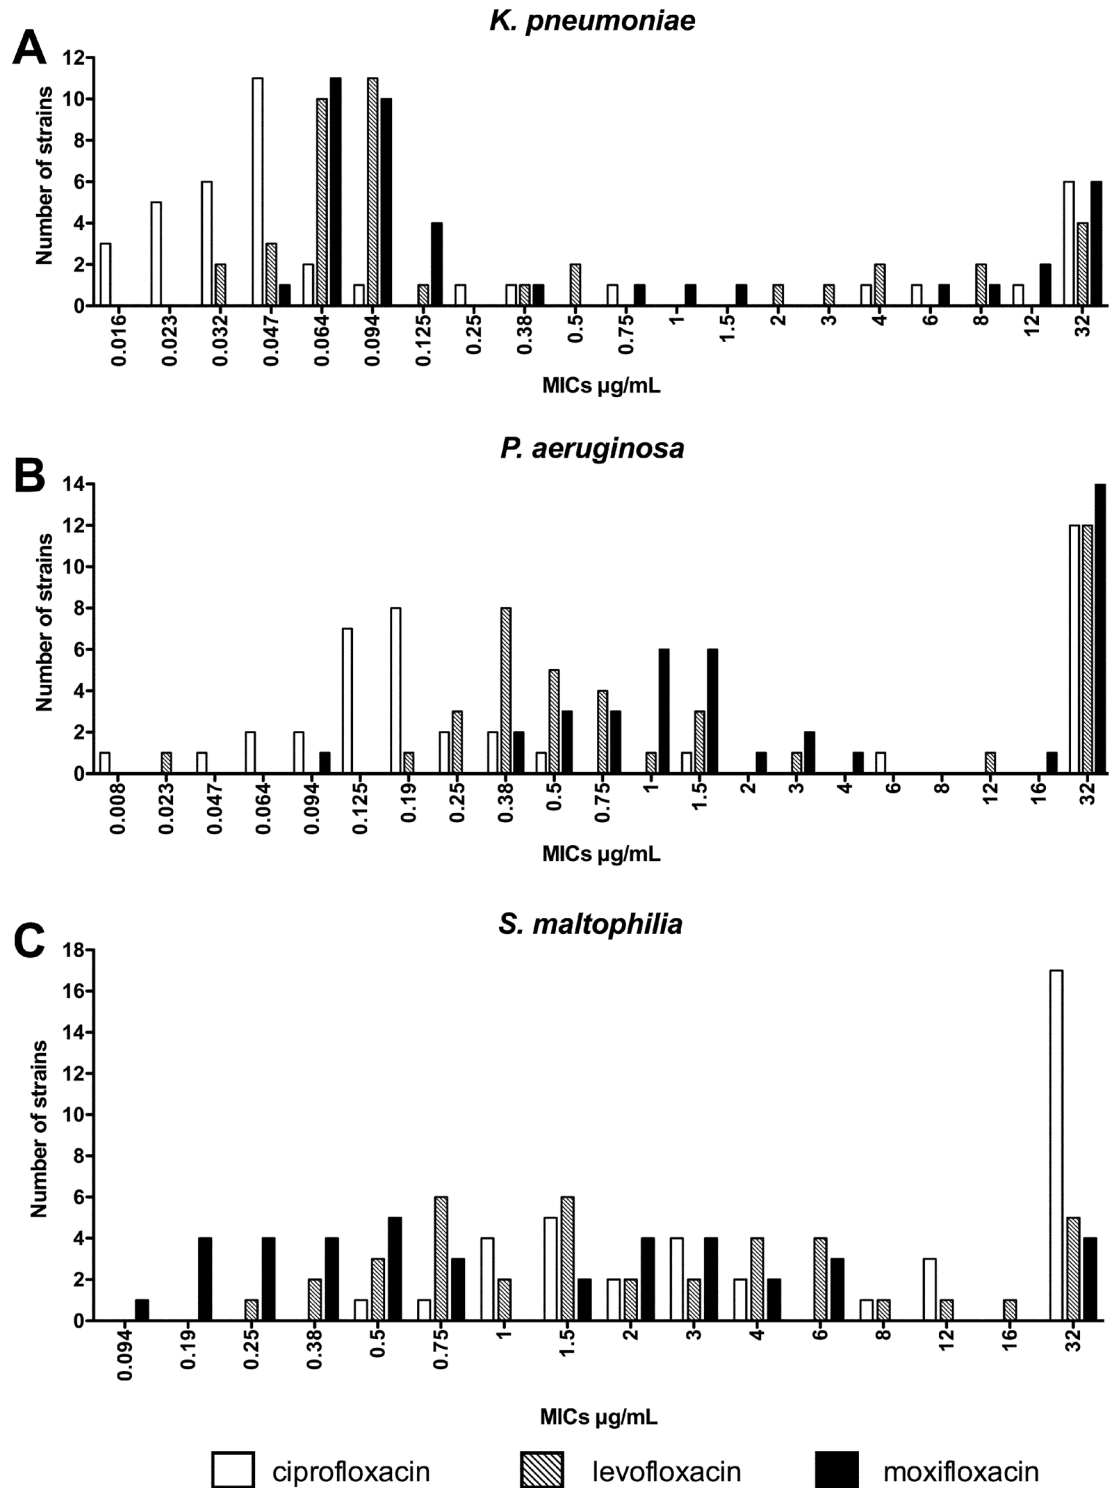 K. pneumoniae
A
Number of strains
12
10
8
6
4
2
0
0.016 0.023 0.032 0.047 0.064 0.094 0.125 0.25 0.38 0.5 0.75 1 1.5 2 3 4 6 8 12 32
MICs µg/mL
P. aeruginosa
B
Number of strains
14
12
10
8
6
4
2
0
0.008 0.023 0.047 0.064 0.094 0.125 0.19 0.25 0.38 0.5 0.75 1 1.5 2 3 4 6 8 12 16 32
MICs µg/mL
S. maltophilia
C
Number of strains
18
16
14
12
10
8
6
4
2
0
0.094 0.19 0.25 0.38 0.5 0.75 1 1.5 2 3 4 6 8 12 16 32
MICs µg/mL
ciprofloxacin levofloxacin moxifloxacin